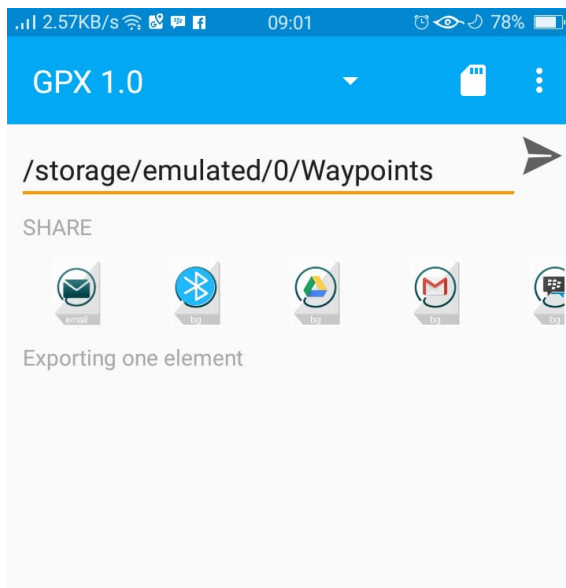 2.57KB/s 09:01 78%
GPX 1.0
/storage/emulated/0/Waypoints
SHARE
email bg bg bg bg
Exporting one element